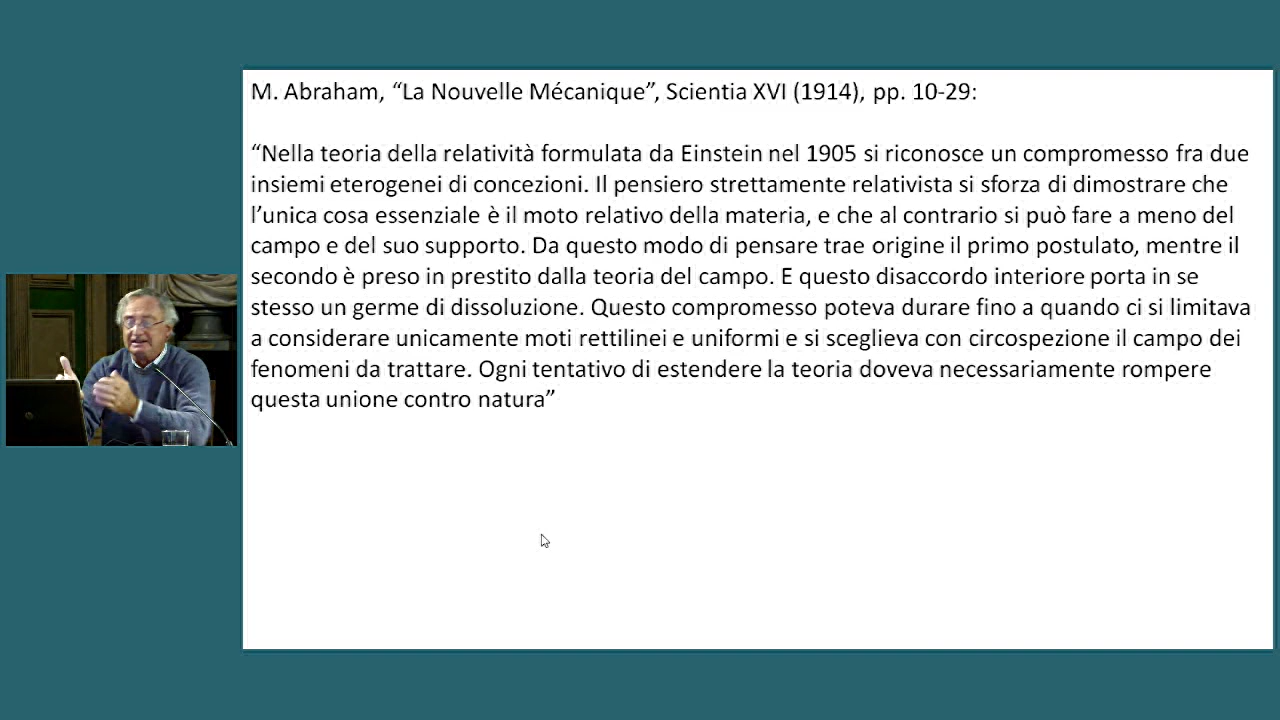 M. Abraham, “La Nouvelle Mécanique”, Scientia XVI (1914), pp. 10-29:
“Nella teoria della relatività formulata da Einstein nel 1905 si riconosce un compromesso fra due
insiemi eterogenei di concezioni. Il pensiero strettamente relativista si sforza di dimostrare che
l’unica cosa essenziale è il moto relativo della materia, e che al contrario si può fare a meno del
campo e del suo supporto. Da questo modo di pensare trae origine il primo postulato, mentre il
secondo è preso in prestito dalla teoria del campo. E questo disaccordo interiore porta in se
stesso un germe di dissoluzione. Questo compromesso poteva durare fino a quando ci si limitava
a considerare unicamente moti rettilinei e uniformi e si sceglieva con circospezione il campo dei
fenomeni da trattare. Ogni tentativo di estendere la teoria doveva necessariamente rompere
questa unione contro natura”